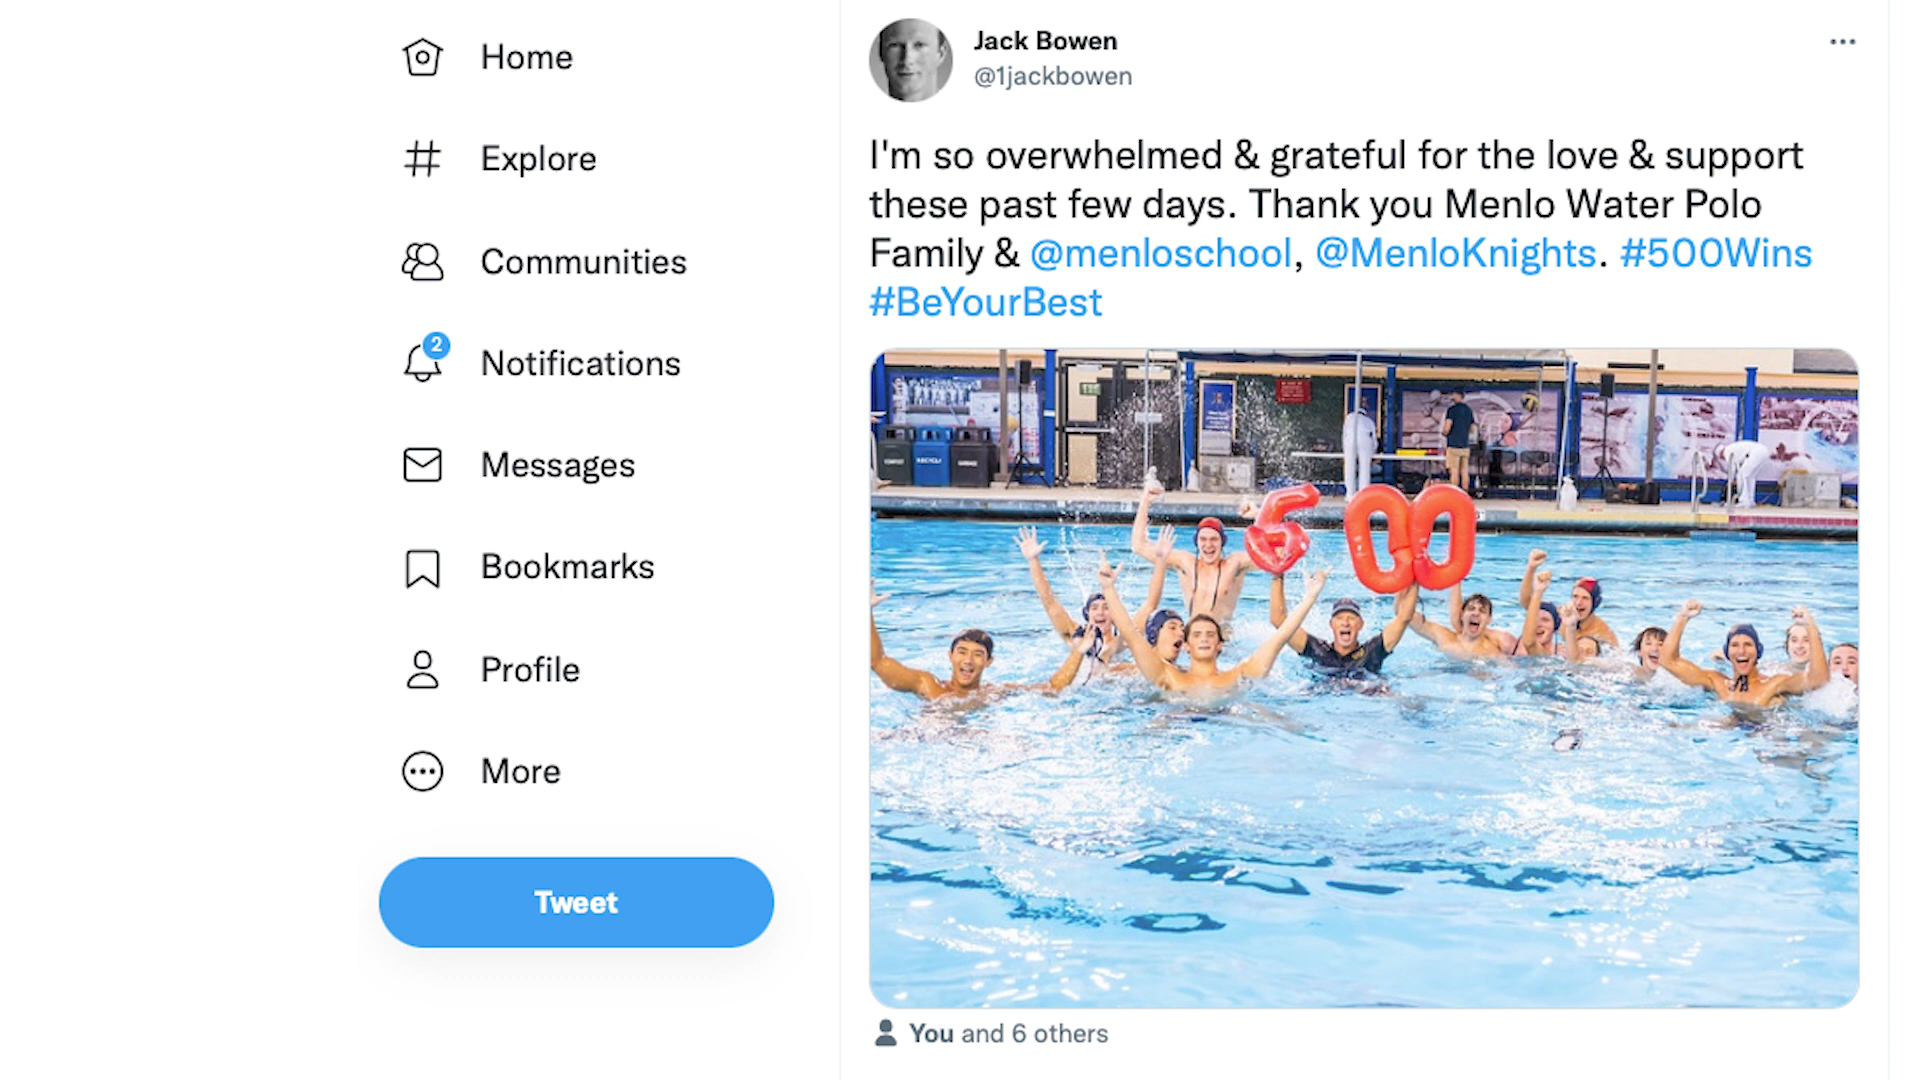 Home
Explore
Communities
2
Notifications
Messages
Bookmarks
Profile
More
Tweet
Jack Bowen
@1jackbowen
I'm so overwhelmed & grateful for the love & support
these past few days. Thank you Menlo Water Polo
Family & @menloschool, @MenloKnights. #500Wins
#BeYourBest
RECYCLE
500
You and 6 others